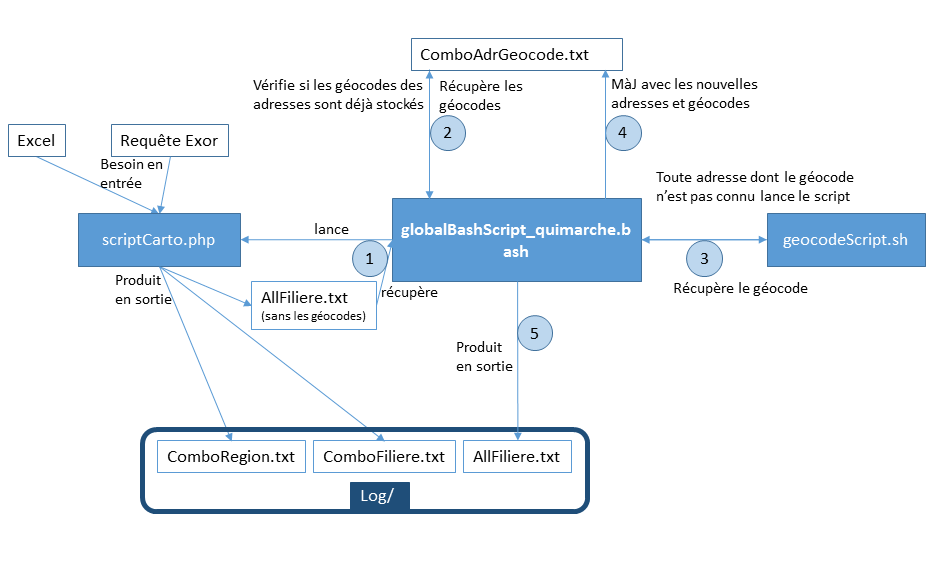 ComboAdrGeocode.txt
Vérifie si les géocodes des
adresses sont déjà stockés
Récupère les
géocodes
MàJ avec les nouvelles
adresses et géocodes
2
4
Excel
Requête Exor
Besoin en
entrée
Toute adresse dont le géocode
n’est pas connu lance le script
scriptCarto.php
lance
globalBashScript_quimarche.b
ash
geocodeScript.sh
1
3
récupère
Récupère le géocode
Produit
en sortie
AllFiliere.txt
(sans les géocodes)
5
Produit
en sortie
ComboRegion.txt
ComboFiliere.txt
AllFiliere.txt
Log/